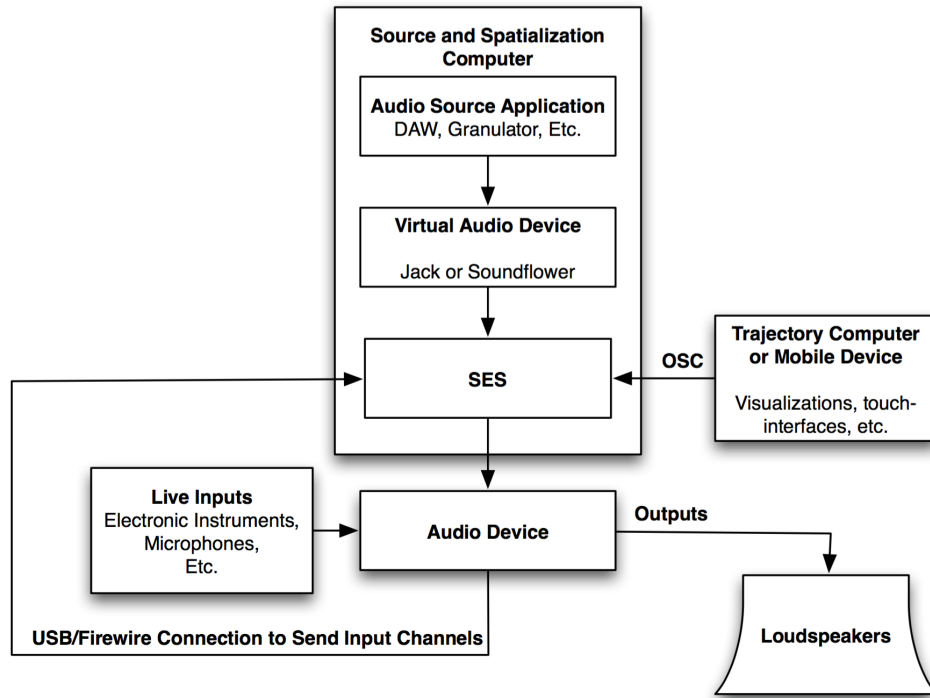 Source and Spatialization
Computer
Audio Source Application
DAW, Granulator, Etc.
Virtual Audio Device
Jack or Soundflower
SES
OSC
Trajectory Computer
or Mobile Device
Visualizations, touch-
interfaces, etc.
Live Inputs
Electronic Instruments,
Microphones,
Etc.
Audio Device
Outputs
Loudspeakers
USB/Firewire Connection to Send Input Channels